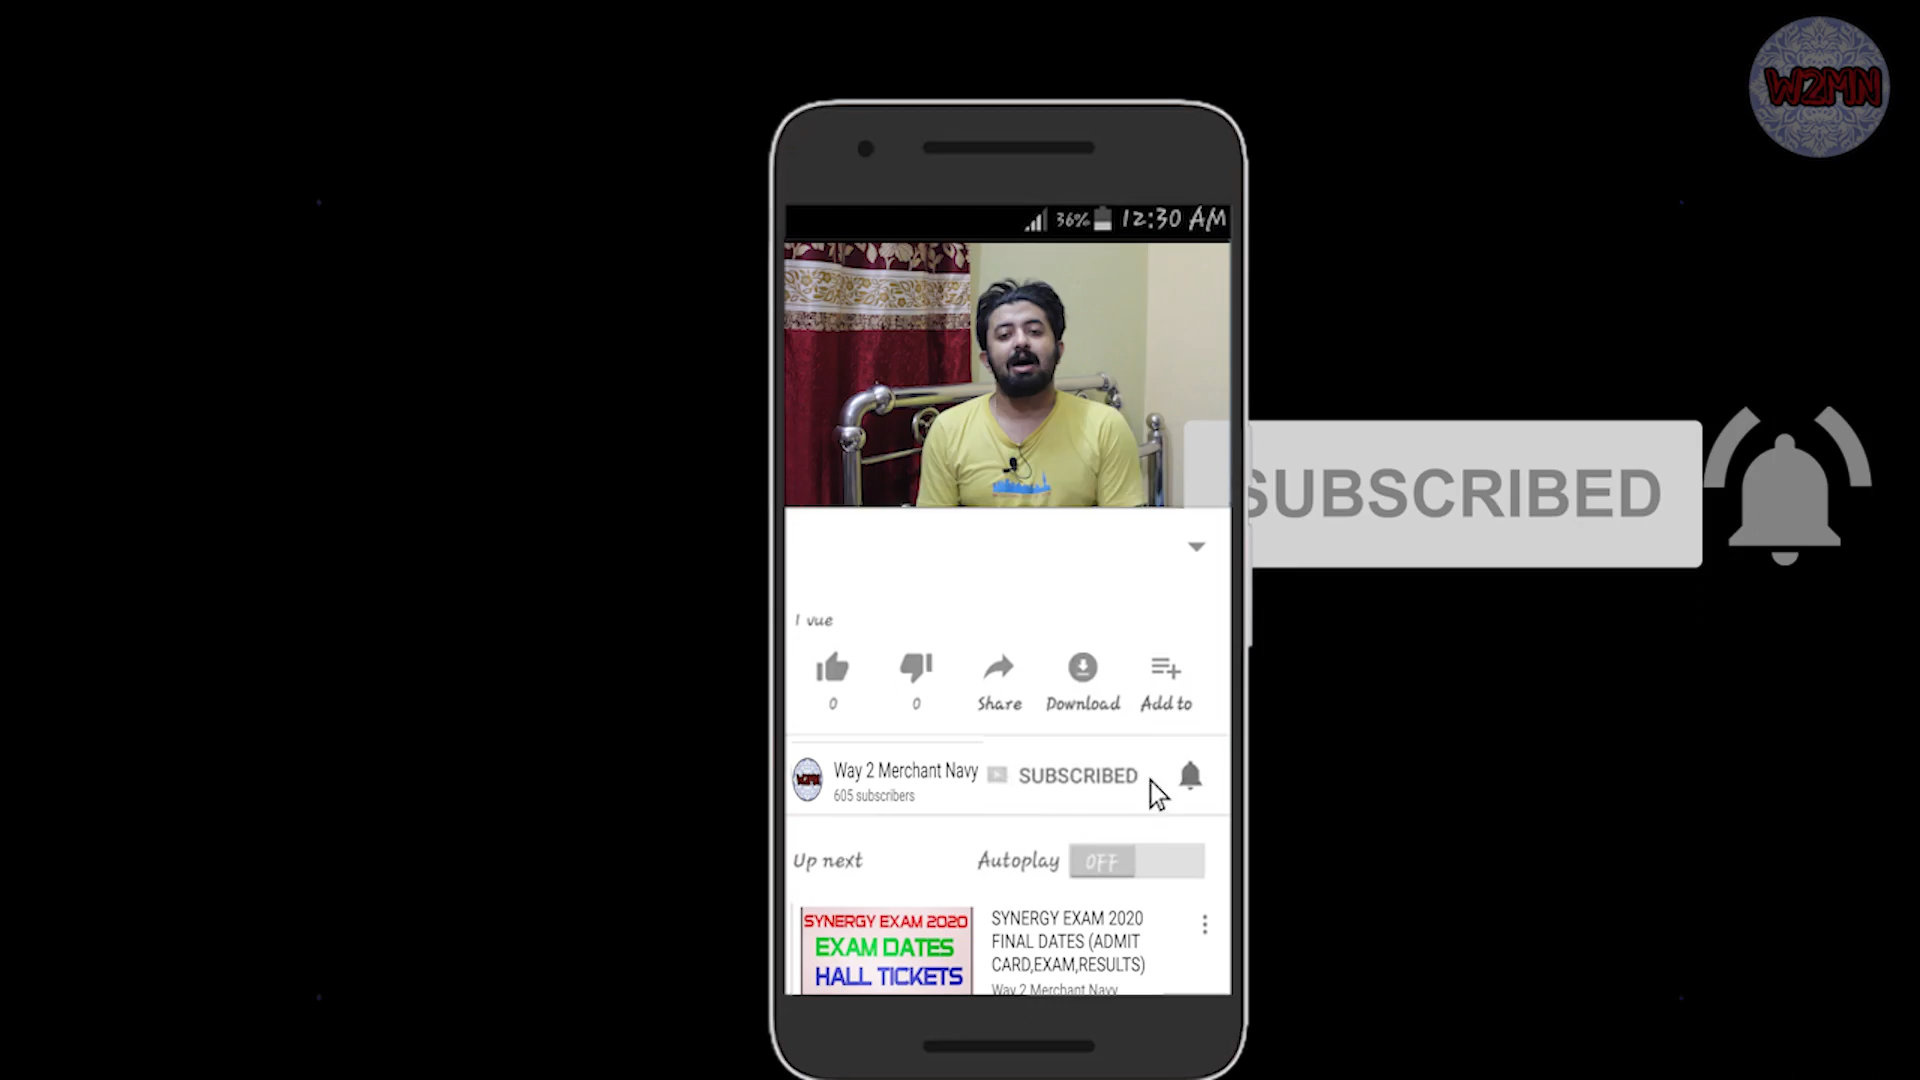 W2MN
36% 12:30 AM
SUBSCRIBED
1 vue
0 0 Share Download Add to
W2MN
Way 2 Merchant Navy
605 subscribers
SUBSCRIBED
Up next Autoplay OFF
SYNERGY EXAM 2020
EXAM DATES
HALL TICKETS
SYNERGY EXAM 2020
FINAL DATES (ADMIT
CARD,EXAM,RESULTS)
Way 2 Merchant Navy